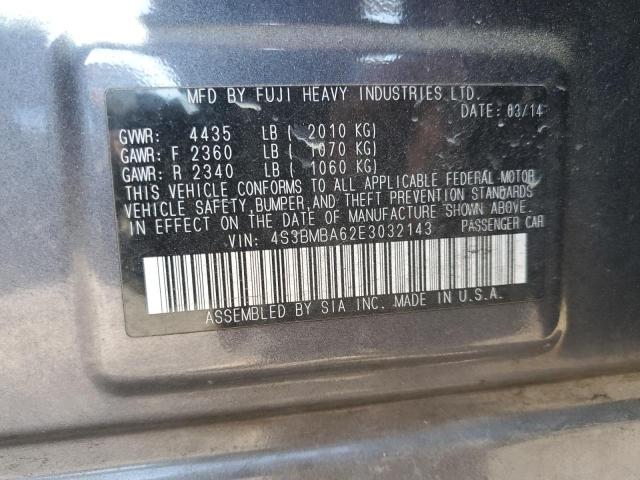 MFD BY FUJI HEAVY INDUSTRIES LTD.
DATE: 03/14
GVWR: 4435 LB ( 2010 KG)
GAWR: F 2360 LB ( 1070 KG)
GAWR: R 2340 LB ( 1060 KG)
THIS VEHICLE CONFORMS TO ALL APPLICABLE FEDERAL MOTOR
VEHICLE SAFETY, BUMPER, AND THEFT PREVENTION STANDARDS
IN EFFECT ON THE DATE OF MANUFACTURE SHOWN ABOVE.
VIN: 4S3BMBA62E3032143 PASSENGER CAR
ASSEMBLED BY SIA INC. MADE IN U.S.A.